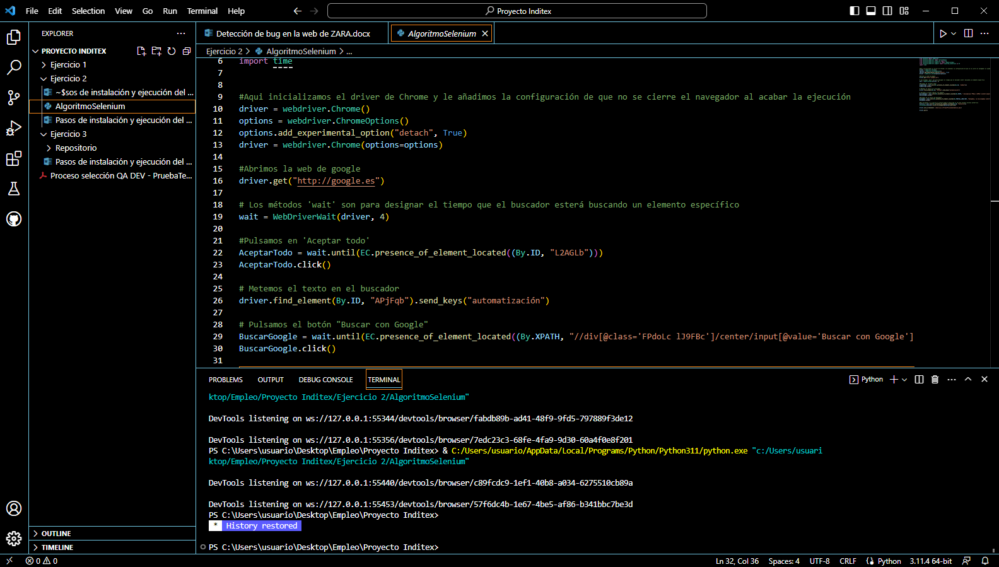 File Edit Selection View Go Run Terminal Help
Proyecto Inditex
EXPLORER
PROYECTO INDITEX
Ejercicio 1
Ejercicio 2
~$sos de instalación y ejecución del ...
AlgoritmoSelenium
Pasos de instalación y ejecución del ...
Ejercicio 3
Repositorio
Pasos de instalación y ejecución del ...
Proceso selección QA DEV - PruebaTe...
OUTLINE
TIMELINE
Detección de bug en la web de ZARA.docx
AlgoritmoSelenium
Ejercicio 2 > AlgoritmoSelenium > ...
6 import time
7
8
9 #Aqui inicializamos el driver de Chrome y le añadimos la configuración de que no se cierre el navegador al acabar la ejecución
10 driver = webdriver.Chrome()
11 options = webdriver.ChromeOptions()
12 options.add_experimental_option("detach", True)
13 driver = webdriver.Chrome(options=options)
14
15 #Abrimos la web de google
16 driver.get("http://google.es")
17
18 # Los métodos 'wait' son para designar el tiempo que el buscador esterá buscando un elemento específico
19 wait = WebDriverWait(driver, 4)
20
21 #Pulsamos en 'Aceptar todo'
22 AceptarTodo = wait.until(EC.presence_of_element_located((By.ID, "L2AGLb")))
23 AceptarTodo.click()
24
25 # Metemos el texto en el buscador
26 driver.find_element(By.ID, "APjFqb").send_keys("automatización")
27
28 # Pulsamos el botón "Buscar con Google"
29 BuscarGoogle = wait.until(EC.presence_of_element_located((By.XPATH, "//div[@class='FPdoLc lJ9FBc']/center/input[@value='Buscar con Google']
30 BuscarGoogle.click()
31
PROBLEMS OUTPUT DEBUG CONSOLE TERMINAL
Python
ktop/Empleo/Proyecto Inditex/Ejercicio 2/AlgoritmoSelenium"
DevTools listening on ws://127.0.0.1:55344/devtools/browser/fabdb89b-ad41-48f9-9fd5-797889f3de12
DevTools listening on ws://127.0.0.1:55356/devtools/browser/7edc23c3-68fe-4fa9-9d30-60a4f0e8f201
PS C:\Users\usuario\Desktop\Empleo\Proyecto Inditex> & C:/Users/usuario/AppData/Local/Programs/Python/Python311/python.exe "c:/Users/usuari
ktop/Empleo/Proyecto Inditex/Ejercicio 2/AlgoritmoSelenium"
DevTools listening on ws://127.0.0.1:55440/devtools/browser/c89fcdc9-1ef1-40b8-a034-6275510cb89a
DevTools listening on ws://127.0.0.1:55453/devtools/browser/57f6dc4b-1e67-4be5-af86-b341bbc7be3d
PS C:\Users\usuario\Desktop\Empleo\Proyecto Inditex>
* History restored
PS C:\Users\usuario\Desktop\Empleo\Proyecto Inditex>
0 0
Ln 32, Col 36 Spaces: 4 UTF-8 CRLF Python 3.11.4 64-bit